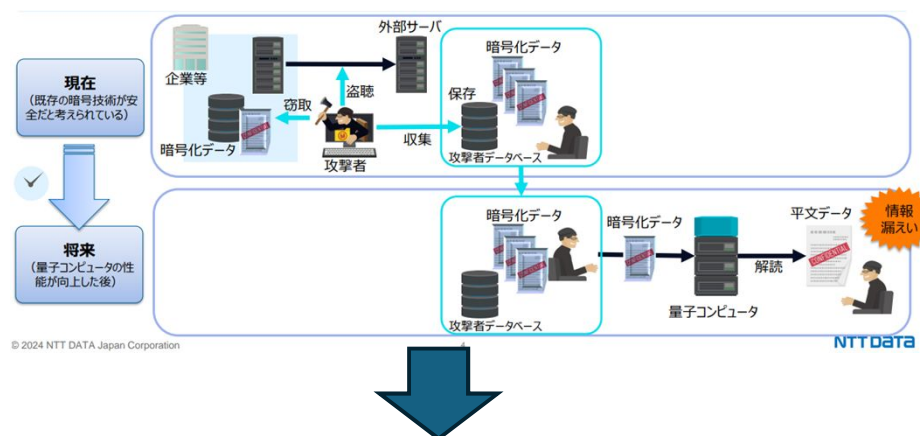 現在
（既存の暗号技術が安
全だと考えられている）
企業等
暗号化データ
窃取
盗聴
外部サーバ
攻撃者
収集
保存
暗号化データ
攻撃者データベース
将来
（量子コンピュータの性
能が向上した後）
暗号化データ
攻撃者データベース
暗号化データ
量子コンピュータ
解読
平文データ
CONFIDENTIAL
情報
漏えい
© 2024 NTT DATA Japan Corporation
NTT DATA